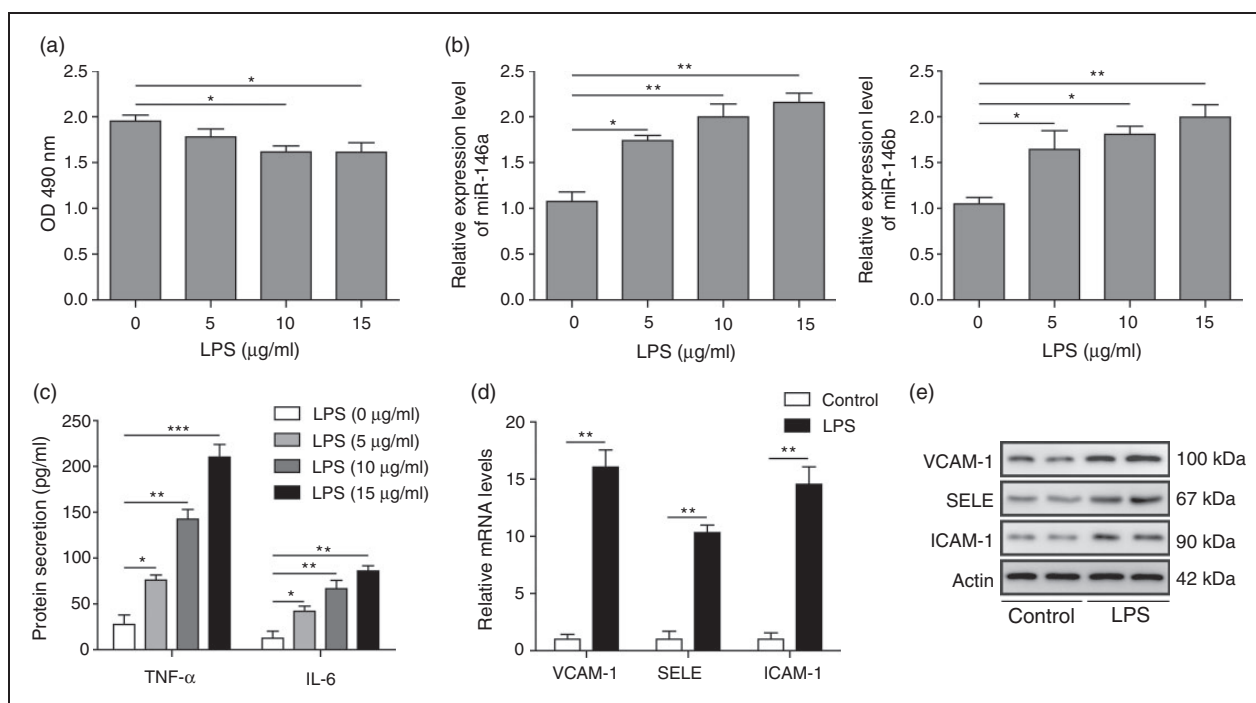 (a)
2.5
2.0
1.5
1.0
0.5
0.0
OD 490 nm
*
*
0 5 10 15
LPS (µg/ml)
(b)
2.5
2.0
1.5
1.0
0.5
0.0
Relative expression level
of miR-146a
**
**
*
0 5 10 15
LPS (µg/ml)
2.5
2.0
1.5
1.0
0.5
0.0
Relative expression level
of miR-146b
**
*
*
0 5 10 15
LPS (µg/ml)
(c)
250
200
150
100
50
0
Protein secretion (pg/ml)
LPS (0 µg/ml)
LPS (5 µg/ml)
LPS (10 µg/ml)
LPS (15 µg/ml)
***
**
*
**
**
*
TNF-α IL-6
(d)
20
15
10
5
0
Relative mRNA levels
Control
LPS
**
**
**
VCAM-1 SELE ICAM-1
(e)
VCAM-1 100 kDa
SELE 67 kDa
ICAM-1 90 kDa
Actin 42 kDa
Control LPS